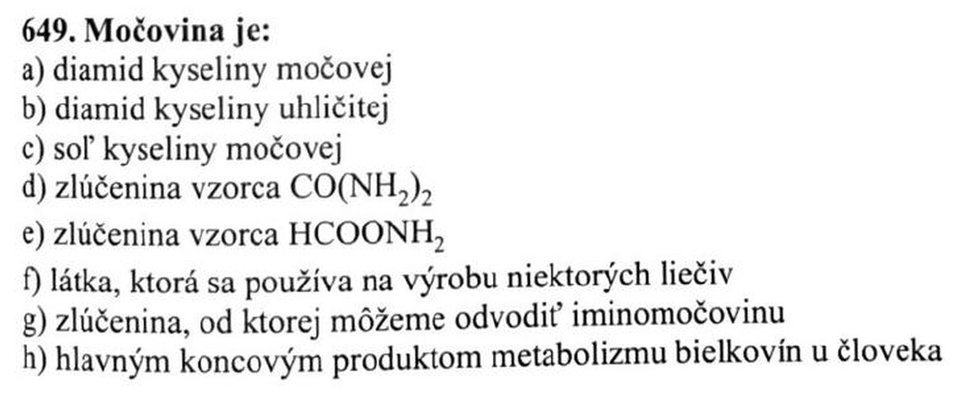 649. Močovina je:
a) diamid kyseliny močovej
b) diamid kyseliny uhličitej
c) soľ kyseliny močovej
d) zlúčenina vzorca CO(NH₂)₂
e) zlúčenina vzorca HCOONH₂
f) látka, ktorá sa používa na výrobu niektorých liečiv
g) zlúčenina, od ktorej môžeme odvodiť iminomočovinu
h) hlavným koncovým produktom metabolizmu bielkovín u človeka